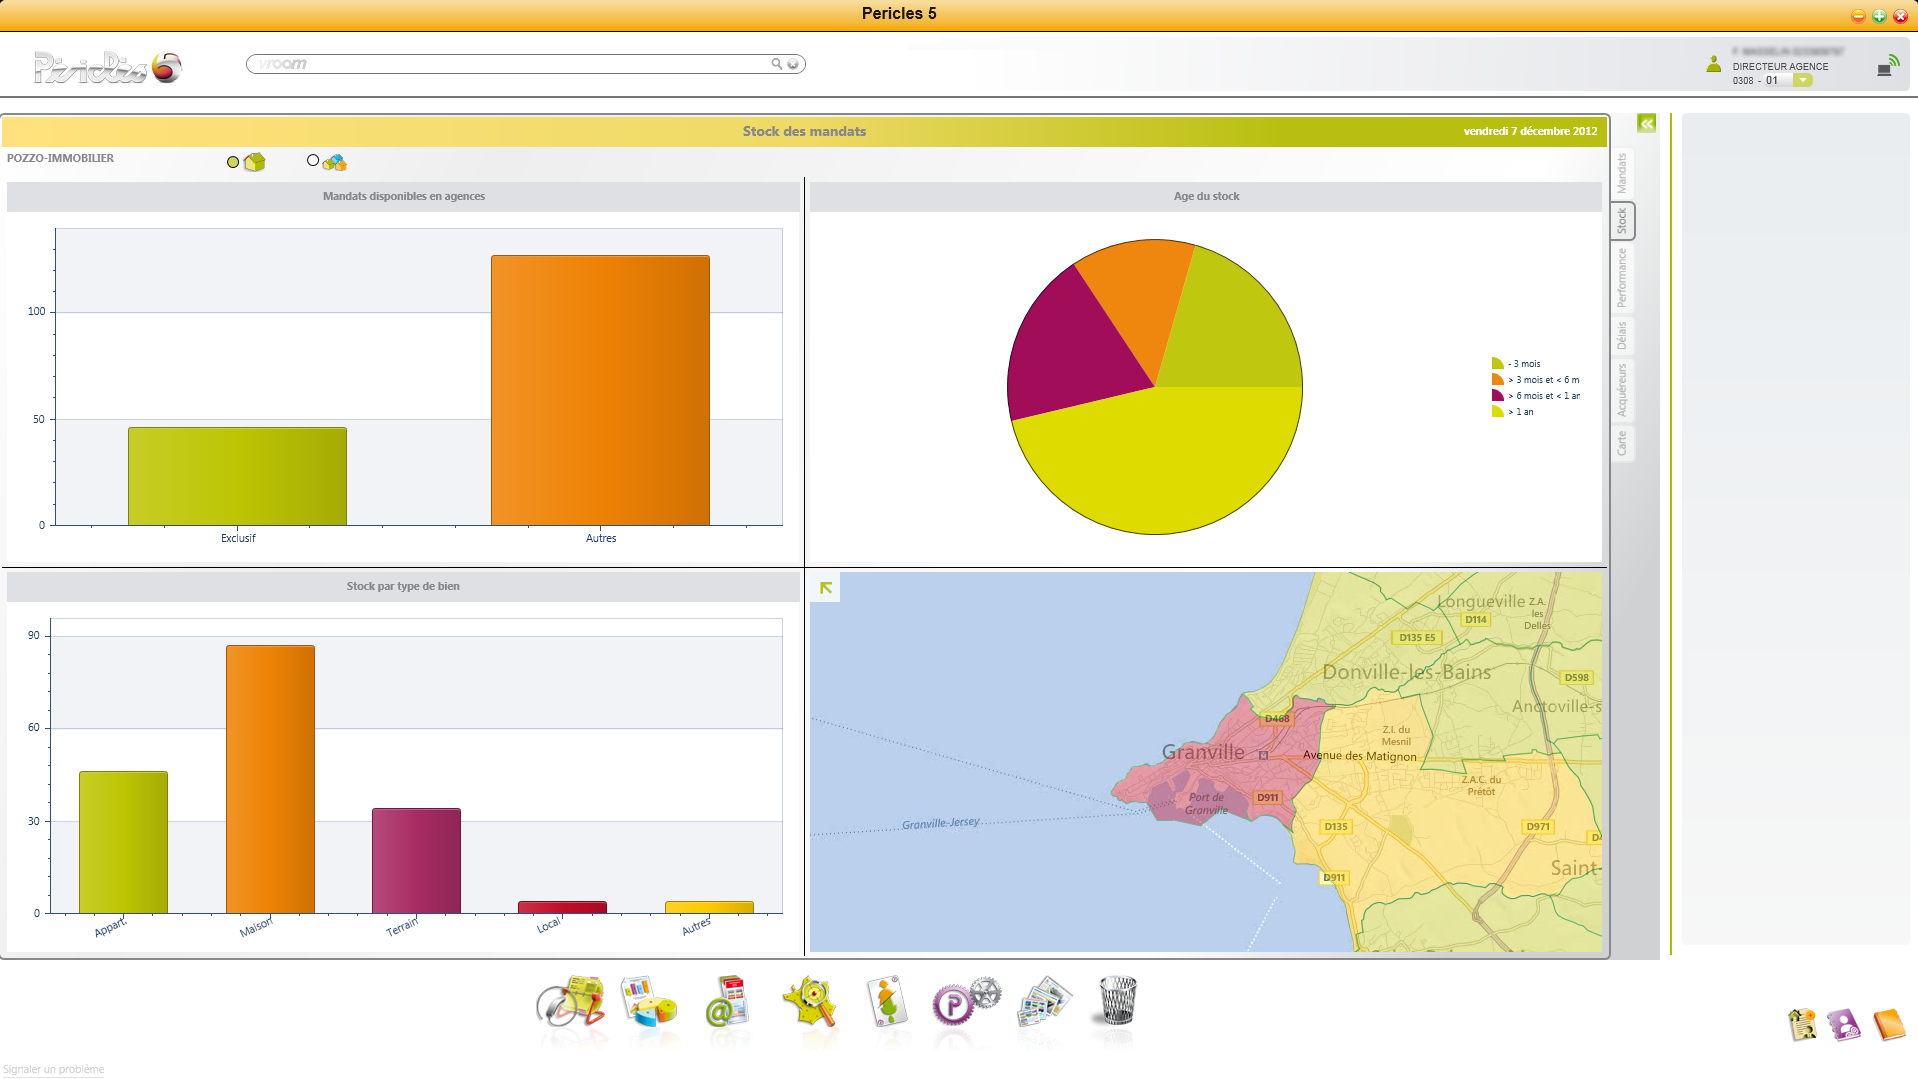 Pericles 5
PéricLès 5
vroom
DIRECTEUR AGENCE
0308 - 01
Stock des mandats
vendredi 7 décembre 2012
POZZO-IMMOBILIER
Mandats disponibles en agences
100
50
0
Exclusif
Autres
Age du stock
- 3 mois
> 3 mois et < 6 m
> 6 mois et < 1 an
> 1 an
Mandats
Stock
Performance
Délais
Acquéreurs
Carte
Stock par type de bien
90
60
30
0
Appart.
Maison
Terrain
Local
Autres
Longueville
Z.A.
les
Delles
D114
D135 E5
Donville-les-Bains
D598
Anctoville-s
D468
Z.I. du
Mesnil
Granville
Avenue des Matignon
Z.A.C. du
Prétôt
Port de
Granville
D911
Granville-Jersey
D135
D971
D4
Saint-
D911
P
Signaler un problème